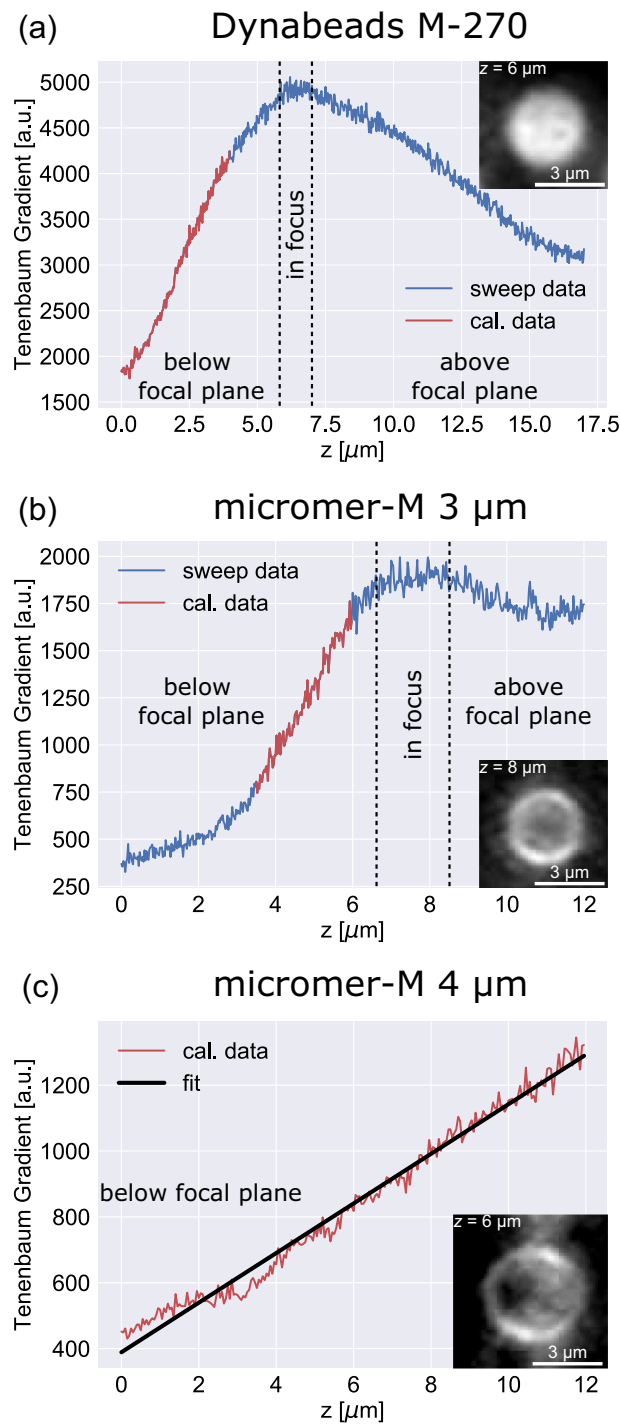 (a) Dynabeads M-270
Tenenbaum Gradient [a.u.]
5000
4500
4000
3500
3000
2500
2000
1500
z = 6 μm
3 μm
in focus
sweep data
cal. data
below
focal plane
above
focal plane
0.0 2.5 5.0 7.5 10.0 12.5 15.0 17.5
z [μm]
(b) micromer-M 3 μm
Tenenbaum Gradient [a.u.]
2000
1750
1500
1250
1000
750
500
250
sweep data
cal. data
below
focal plane
in focus
above
focal plane
z = 8 μm
3 μm
0 2 4 6 8 10 12
z [μm]
(c) micromer-M 4 μm
Tenenbaum Gradient [a.u.]
1200
1000
800
600
400
cal. data
fit
below focal plane
z = 6 μm
3 μm
0 2 4 6 8 10 12
z [μm]